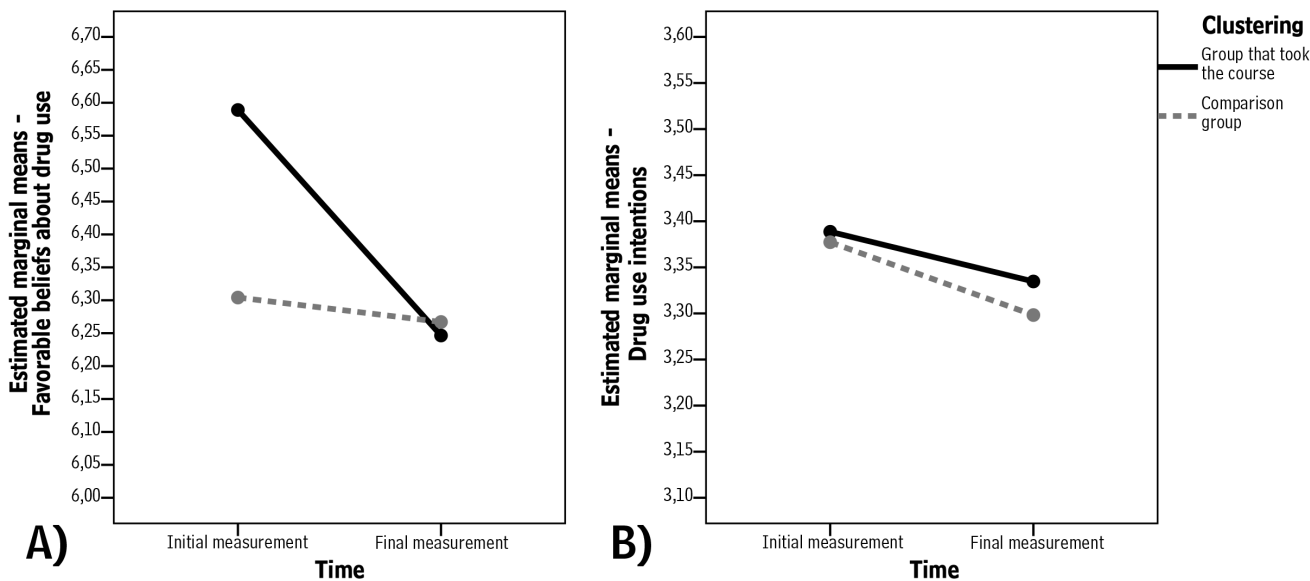 Estimated marginal means -
Favorable beliefs about drug use
6,70
6,65
6,60
6,55
6,50
6,45
6,40
6,35
6,30
6,25
6,20
6,15
6,10
6,05
6,00
Initial measurement
Final measurement
Time
A)
Estimated marginal means -
Drug use intentions
3,60
3,55
3,50
3,45
3,40
3,35
3,30
3,25
3,20
3,15
3,10
Initial measurement
Final measurement
Time
B)
Clustering
Group that took
the course
Comparison
group